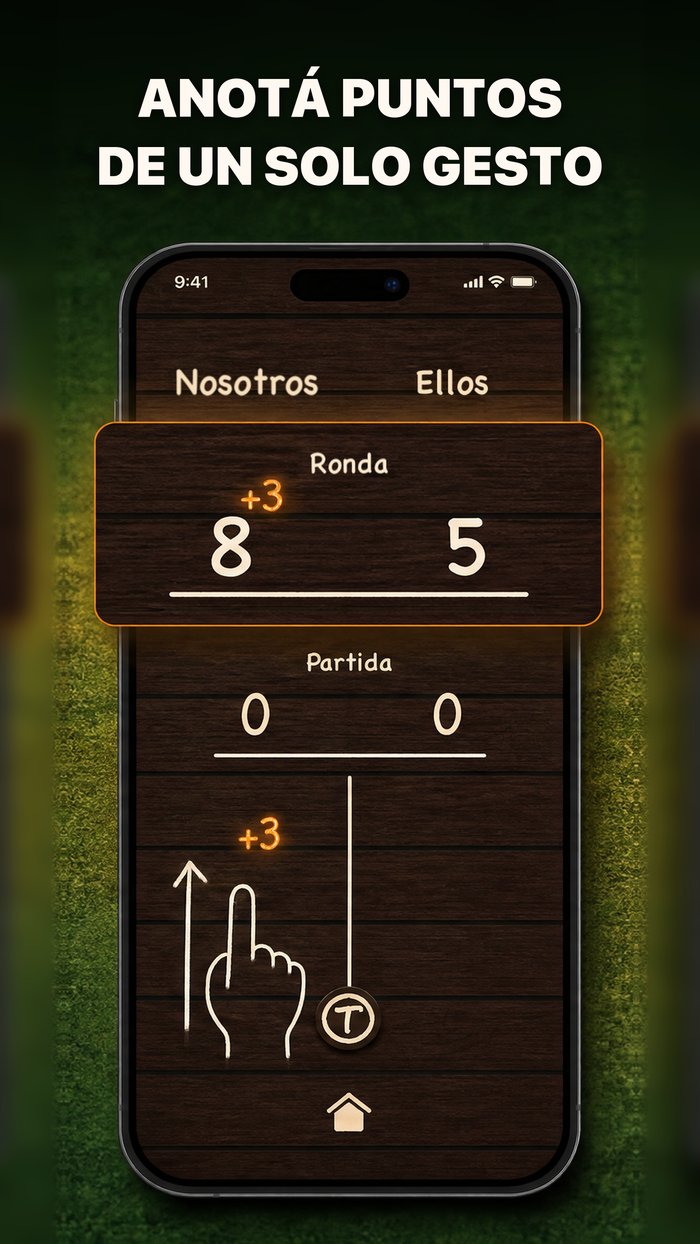 ANOTÁ PUNTOS
DE UN SOLO GESTO
9:41
Nosotros Ellos
Ronda
+3
8 5
Partida
0 0
+3
T